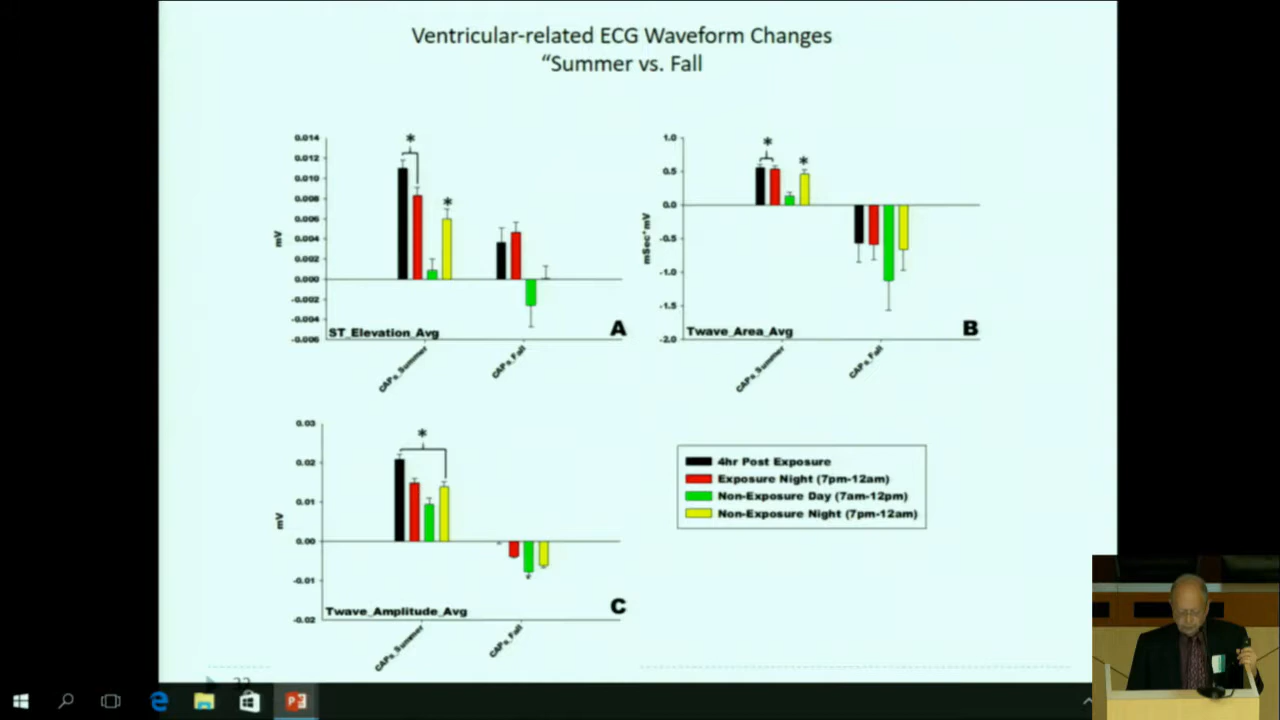 Ventricular-related ECG Waveform Changes
“Summer vs. Fall
*
0.014
0.012
0.010
0.008
0.006
0.004
0.002
0.000
-0.002
-0.004
-0.006
mV
*
ST_Elevation_Avg
A
CAPs_Summer
CAPs_Fall
*
1.0
0.5
0.0
-0.5
-1.0
-1.5
-2.0
mSec*mV
*
Twave_Area_Avg
B
CAPs_Summer
CAPs_Fall
*
0.03
0.02
0.01
0.00
-0.01
-0.02
mV
Twave_Amplitude_Avg
C
CAPs_Summer
CAPs_Fall
4hr Post Exposure
Exposure Night (7pm-12am)
Non-Exposure Day (7am-12pm)
Non-Exposure Night (7pm-12am)